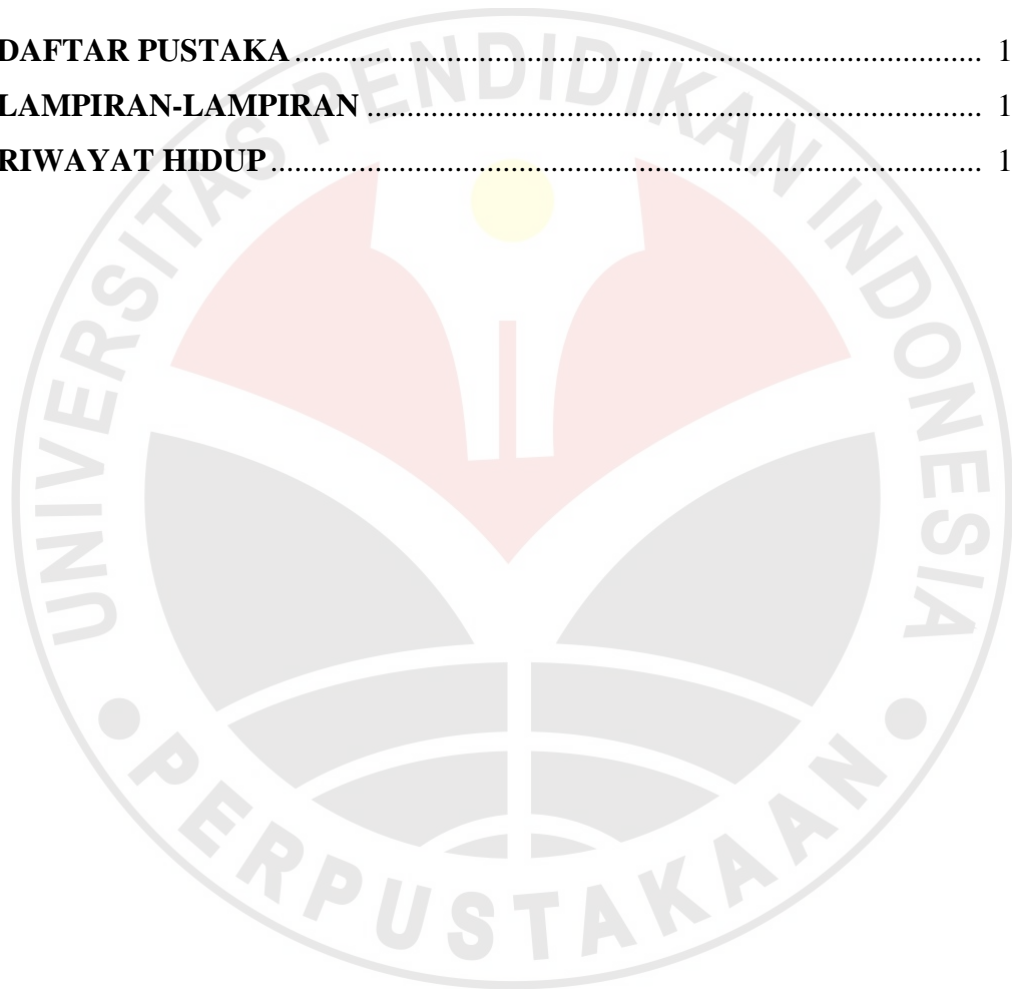 DAFTAR PUSTAKA ........................................................................................ 1
LAMPIRAN-LAMPIRAN ............................................................................... 1
RIWAYAT HIDUP ........................................................................................... 1
UNIVERSITAS PENDIDIKAN INDONESIA
PERPUSTAKAAN